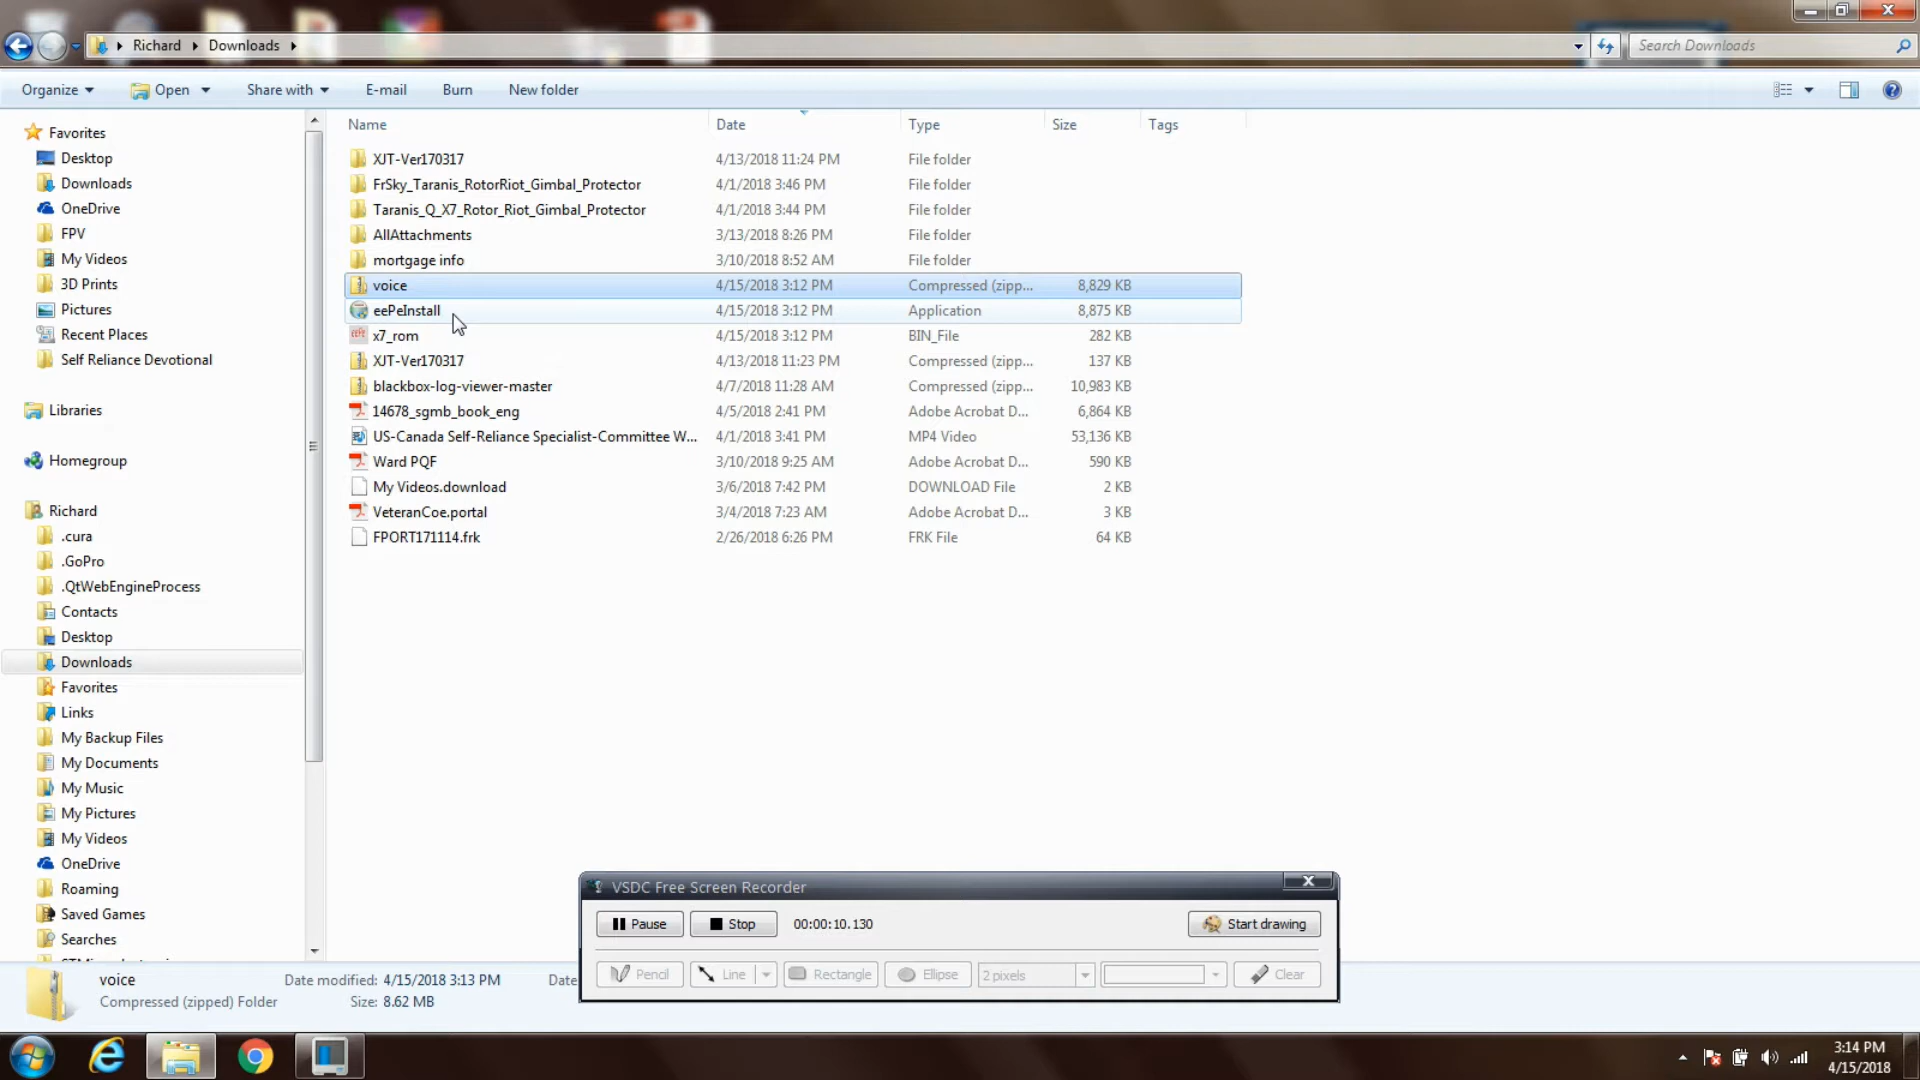 Richard Downloads
Search Downloads
Organize Open Share with E-mail Burn New folder
Name Date Type Size Tags
Favorites
Desktop
Downloads
OneDrive
FPV
My Videos
3D Prints
Pictures
Recent Places
Self Reliance Devotional
Libraries
Homegroup
Richard
.cura
.GoPro
.QtWebEngineProcess
Contacts
Desktop
Downloads
Favorites
Links
My Backup Files
My Documents
My Music
My Pictures
My Videos
OneDrive
Roaming
Saved Games
Searches
XJT-Ver170317 4/13/2018 11:24 PM File folder
FrSky_Taranis_RotorRiot_Gimbal_Protector 4/1/2018 3:46 PM File folder
Taranis_Q_X7_Rotor_Riot_Gimbal_Protector 4/1/2018 3:44 PM File folder
AllAttachments 3/13/2018 8:26 PM File folder
mortgage info 3/10/2018 8:52 AM File folder
voice 4/15/2018 3:12 PM Compressed (zipp... 8,829 KB
eePeInstall 4/15/2018 3:12 PM Application 8,875 KB
x7_rom 4/15/2018 3:12 PM BIN_File 282 KB
XJT-Ver170317 4/13/2018 11:23 PM Compressed (zipp... 137 KB
blackbox-log-viewer-master 4/7/2018 11:28 AM Compressed (zipp... 10,983 KB
14678_sgmb_book_eng 4/5/2018 2:41 PM Adobe Acrobat D... 6,864 KB
US-Canada Self-Reliance Specialist-Committee W... 4/1/2018 3:41 PM MP4 Video 53,136 KB
Ward PQF 3/10/2018 9:25 AM Adobe Acrobat D... 590 KB
My Videos.download 3/6/2018 7:42 PM DOWNLOAD File 2 KB
VeteranCoe.portal 3/4/2018 7:23 AM Adobe Acrobat D... 3 KB
FPORT171114.frk 2/26/2018 6:26 PM FRK File 64 KB
VSDC Free Screen Recorder
Pause Stop 00:00:10.130 Start drawing
Pencil Line Rectangle Ellipse 2 pixels Clear
voice Date modified: 4/15/2018 3:13 PM Date
Compressed (zipped) Folder Size: 8.62 MB
3:14 PM
4/15/2018